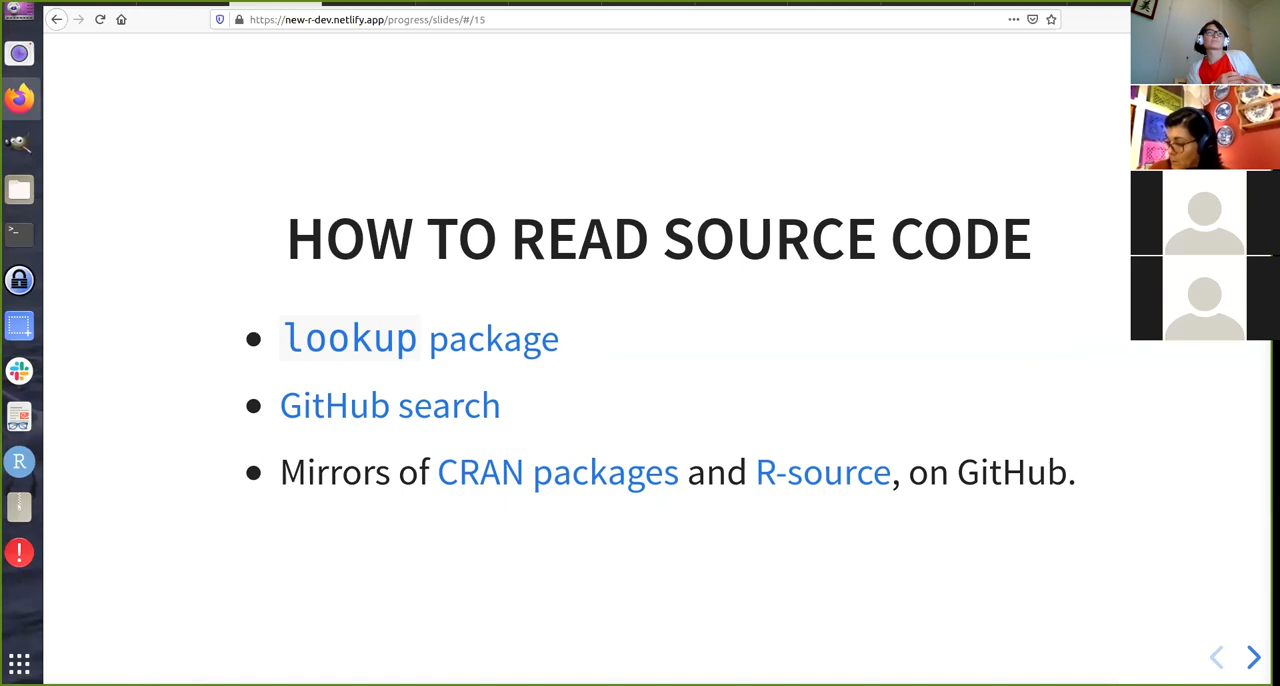 https://new-r-dev.netlify.app/progress/slides/#/15
HOW TO READ SOURCE CODE
lookup package
GitHub search
Mirrors of CRAN packages and R-source, on GitHub.
>_
R
!